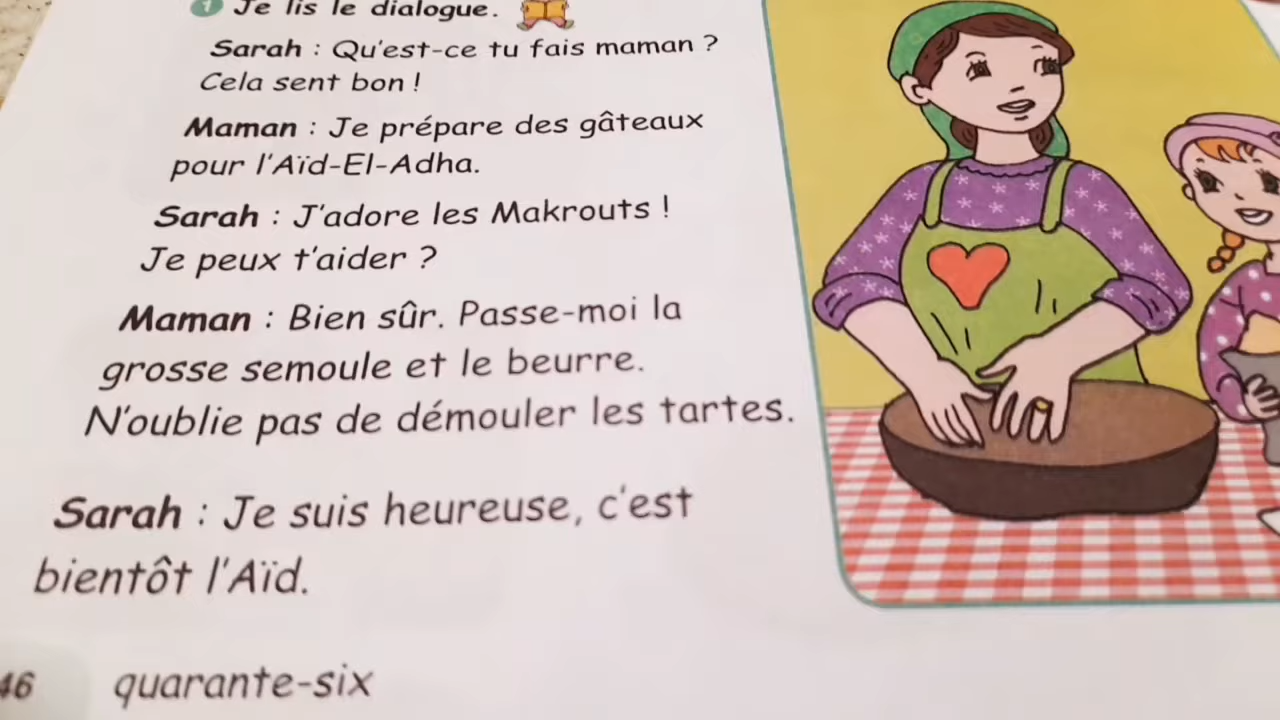 1 Je lis le dialogue.
Sarah : Qu'est-ce tu fais maman ?
Cela sent bon !
Maman : Je prépare des gâteaux
pour l'Aïd-El-Adha.
Sarah : J'adore les Makrouts !
Je peux t'aider ?
Maman : Bien sûr. Passe-moi la
grosse semoule et le beurre.
N'oublie pas de démouler les tartes.
Sarah : Je suis heureuse, c'est
bientôt l'Aïd.
46 quarante-six